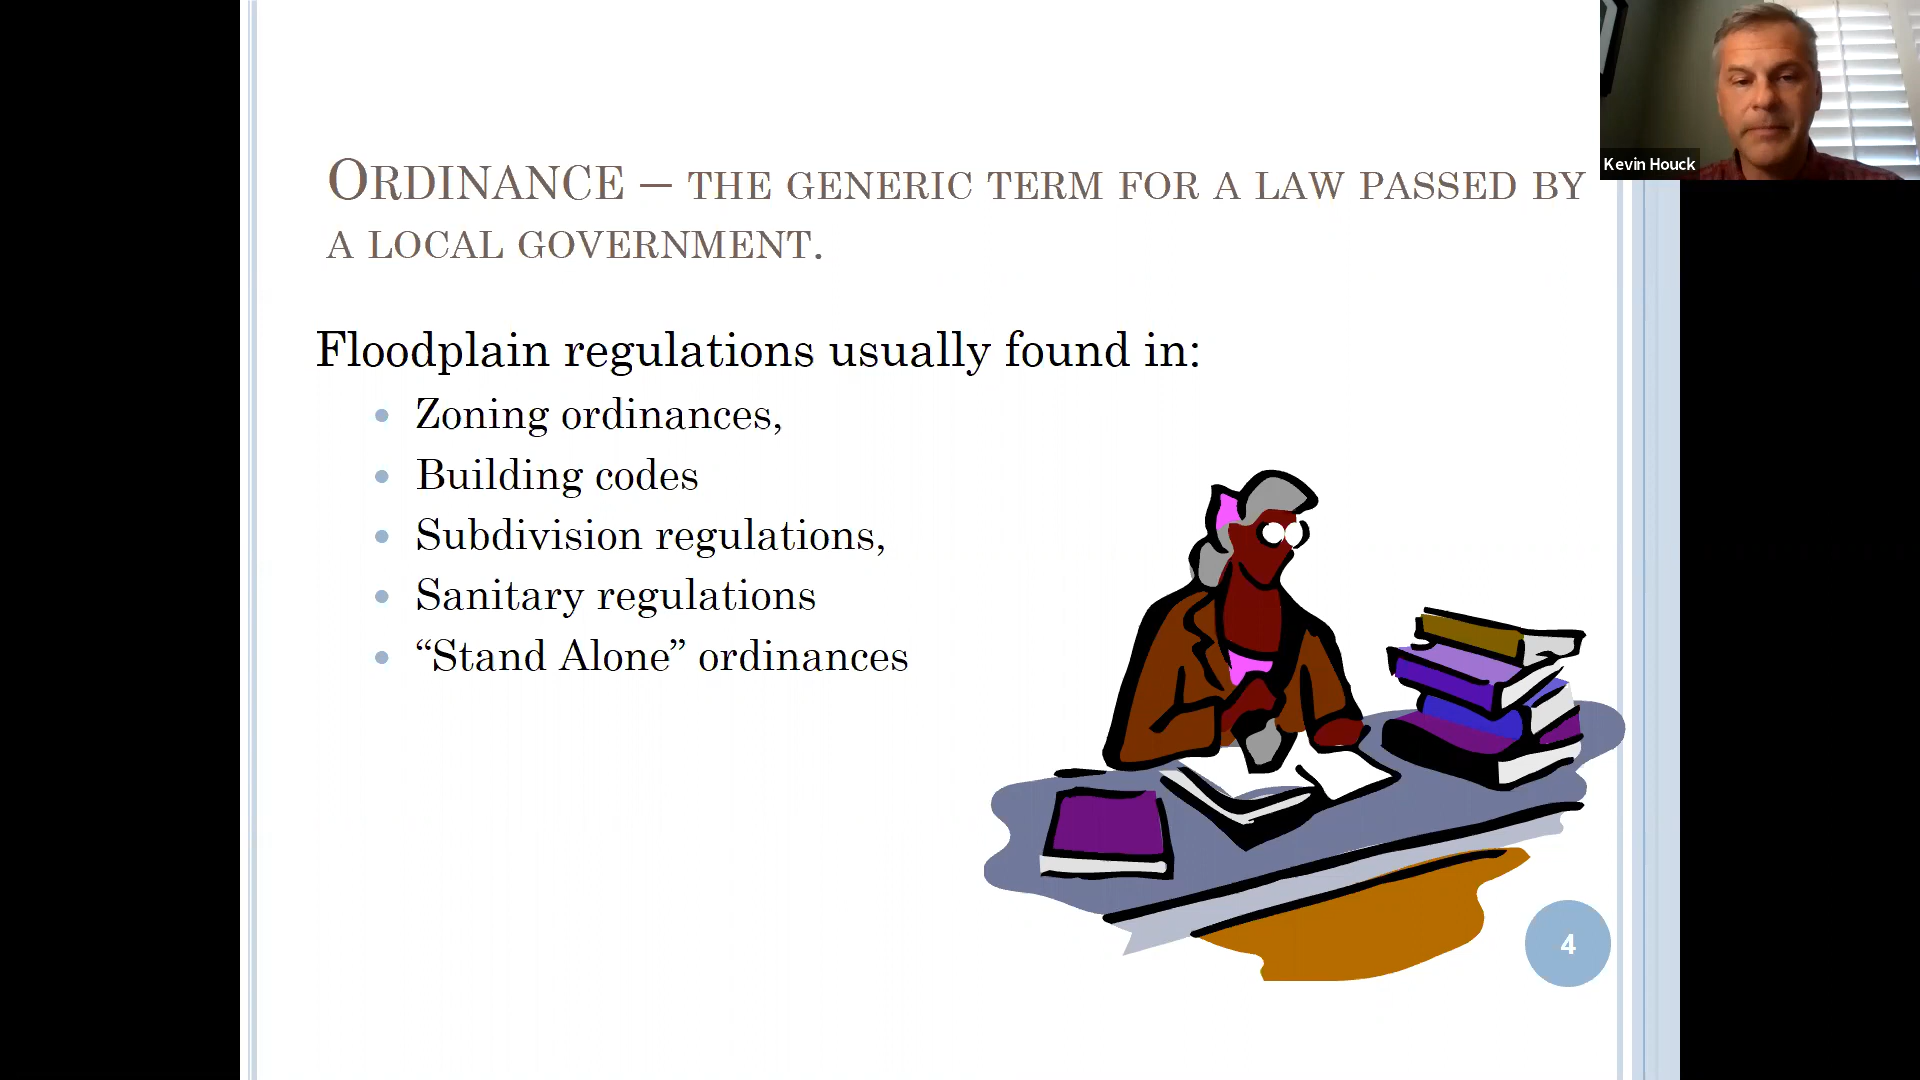 Kevin Houck
Ordinance – the generic term for a law passed by
a local government.
Floodplain regulations usually found in:
• Zoning ordinances,
• Building codes
• Subdivision regulations,
• Sanitary regulations
• “Stand Alone” ordinances
4